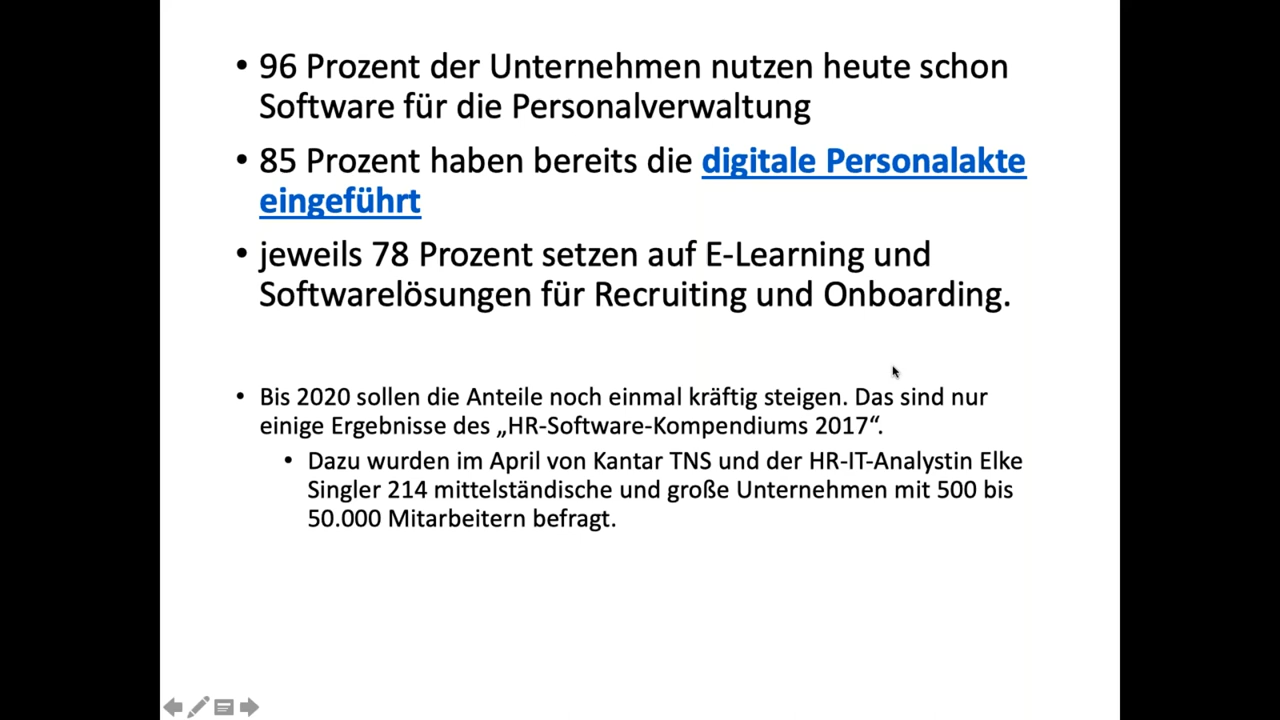 • 96 Prozent der Unternehmen nutzen heute schon
Software für die Personalverwaltung
• 85 Prozent haben bereits die digitale Personalakte
eingeführt
• jeweils 78 Prozent setzen auf E-Learning und
Softwarelösungen für Recruiting und Onboarding.
• Bis 2020 sollen die Anteile noch einmal kräftig steigen. Das sind nur
einige Ergebnisse des „HR-Software-Kompendiums 2017“.
• Dazu wurden im April von Kantar TNS und der HR-IT-Analystin Elke
Singler 214 mittelständische und große Unternehmen mit 500 bis
50.000 Mitarbeitern befragt.